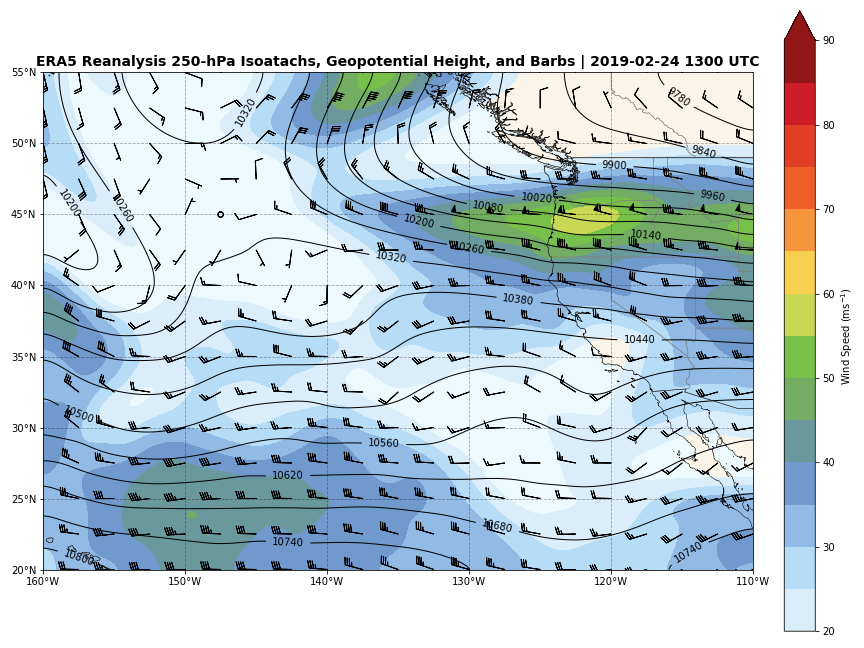 ERA5 Reanalysis 250-hPa Isoatachs, Geopotential Height, and Barbs | 2019-02-24 1300 UTC
55°N
50°N
45°N
40°N
35°N
30°N
25°N
20°N
160°W
150°W
140°W
130°W
120°W
110°W
10320
9780
9840
9900
9960
10020
10080
10140
10200
10260
10200
10260
10320
10380
10440
10500
10560
10620
10680
10740
10740
10800
90
80
70
60
50
40
30
20
Wind Speed (ms⁻¹)